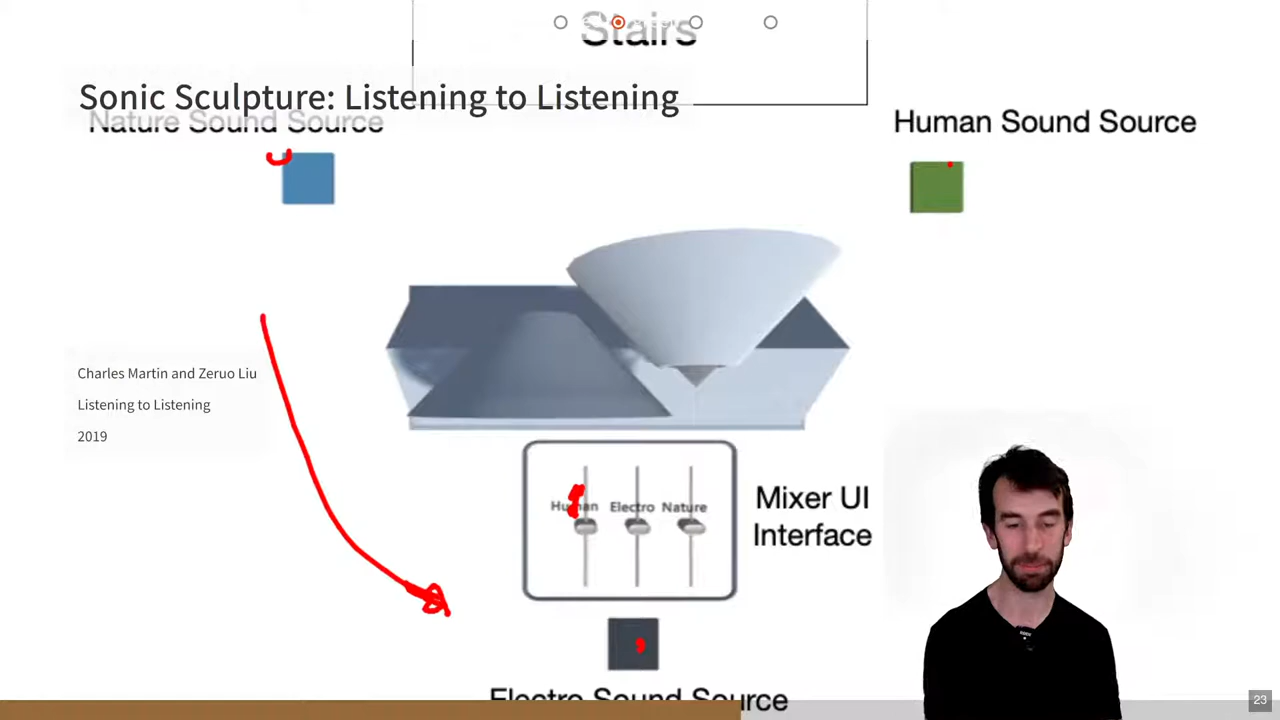 Stairs
Sonic Sculpture: Listening to Listening
Nature Sound Source
Human Sound Source
Charles Martin and Zeruo Liu
Listening to Listening
2019
Human Electro Nature
Mixer UI
Interface
Electro Sound Source
23